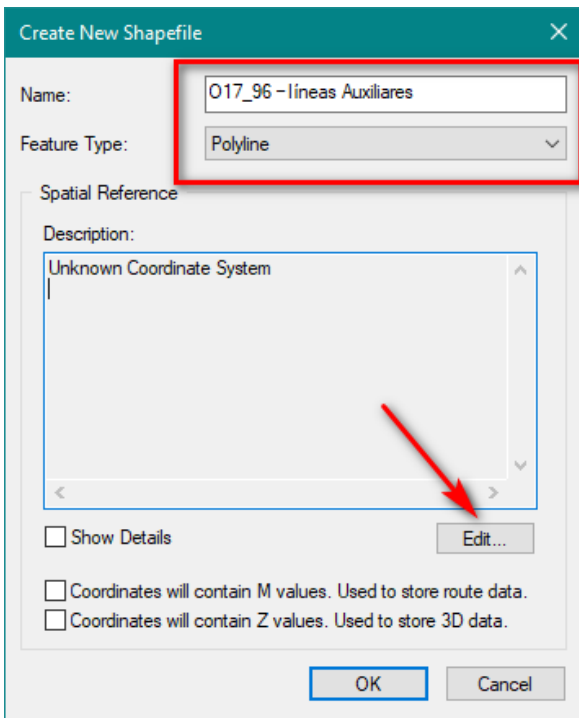 Create New Shapefile
Name: O17_96 -líneas Auxiliares
Feature Type: Polyline
Spatial Reference
Description:
Unknown Coordinate System
Show Details
Edit...
Coordinates will contain M values. Used to store route data.
Coordinates will contain Z values. Used to store 3D data.
OK Cancel